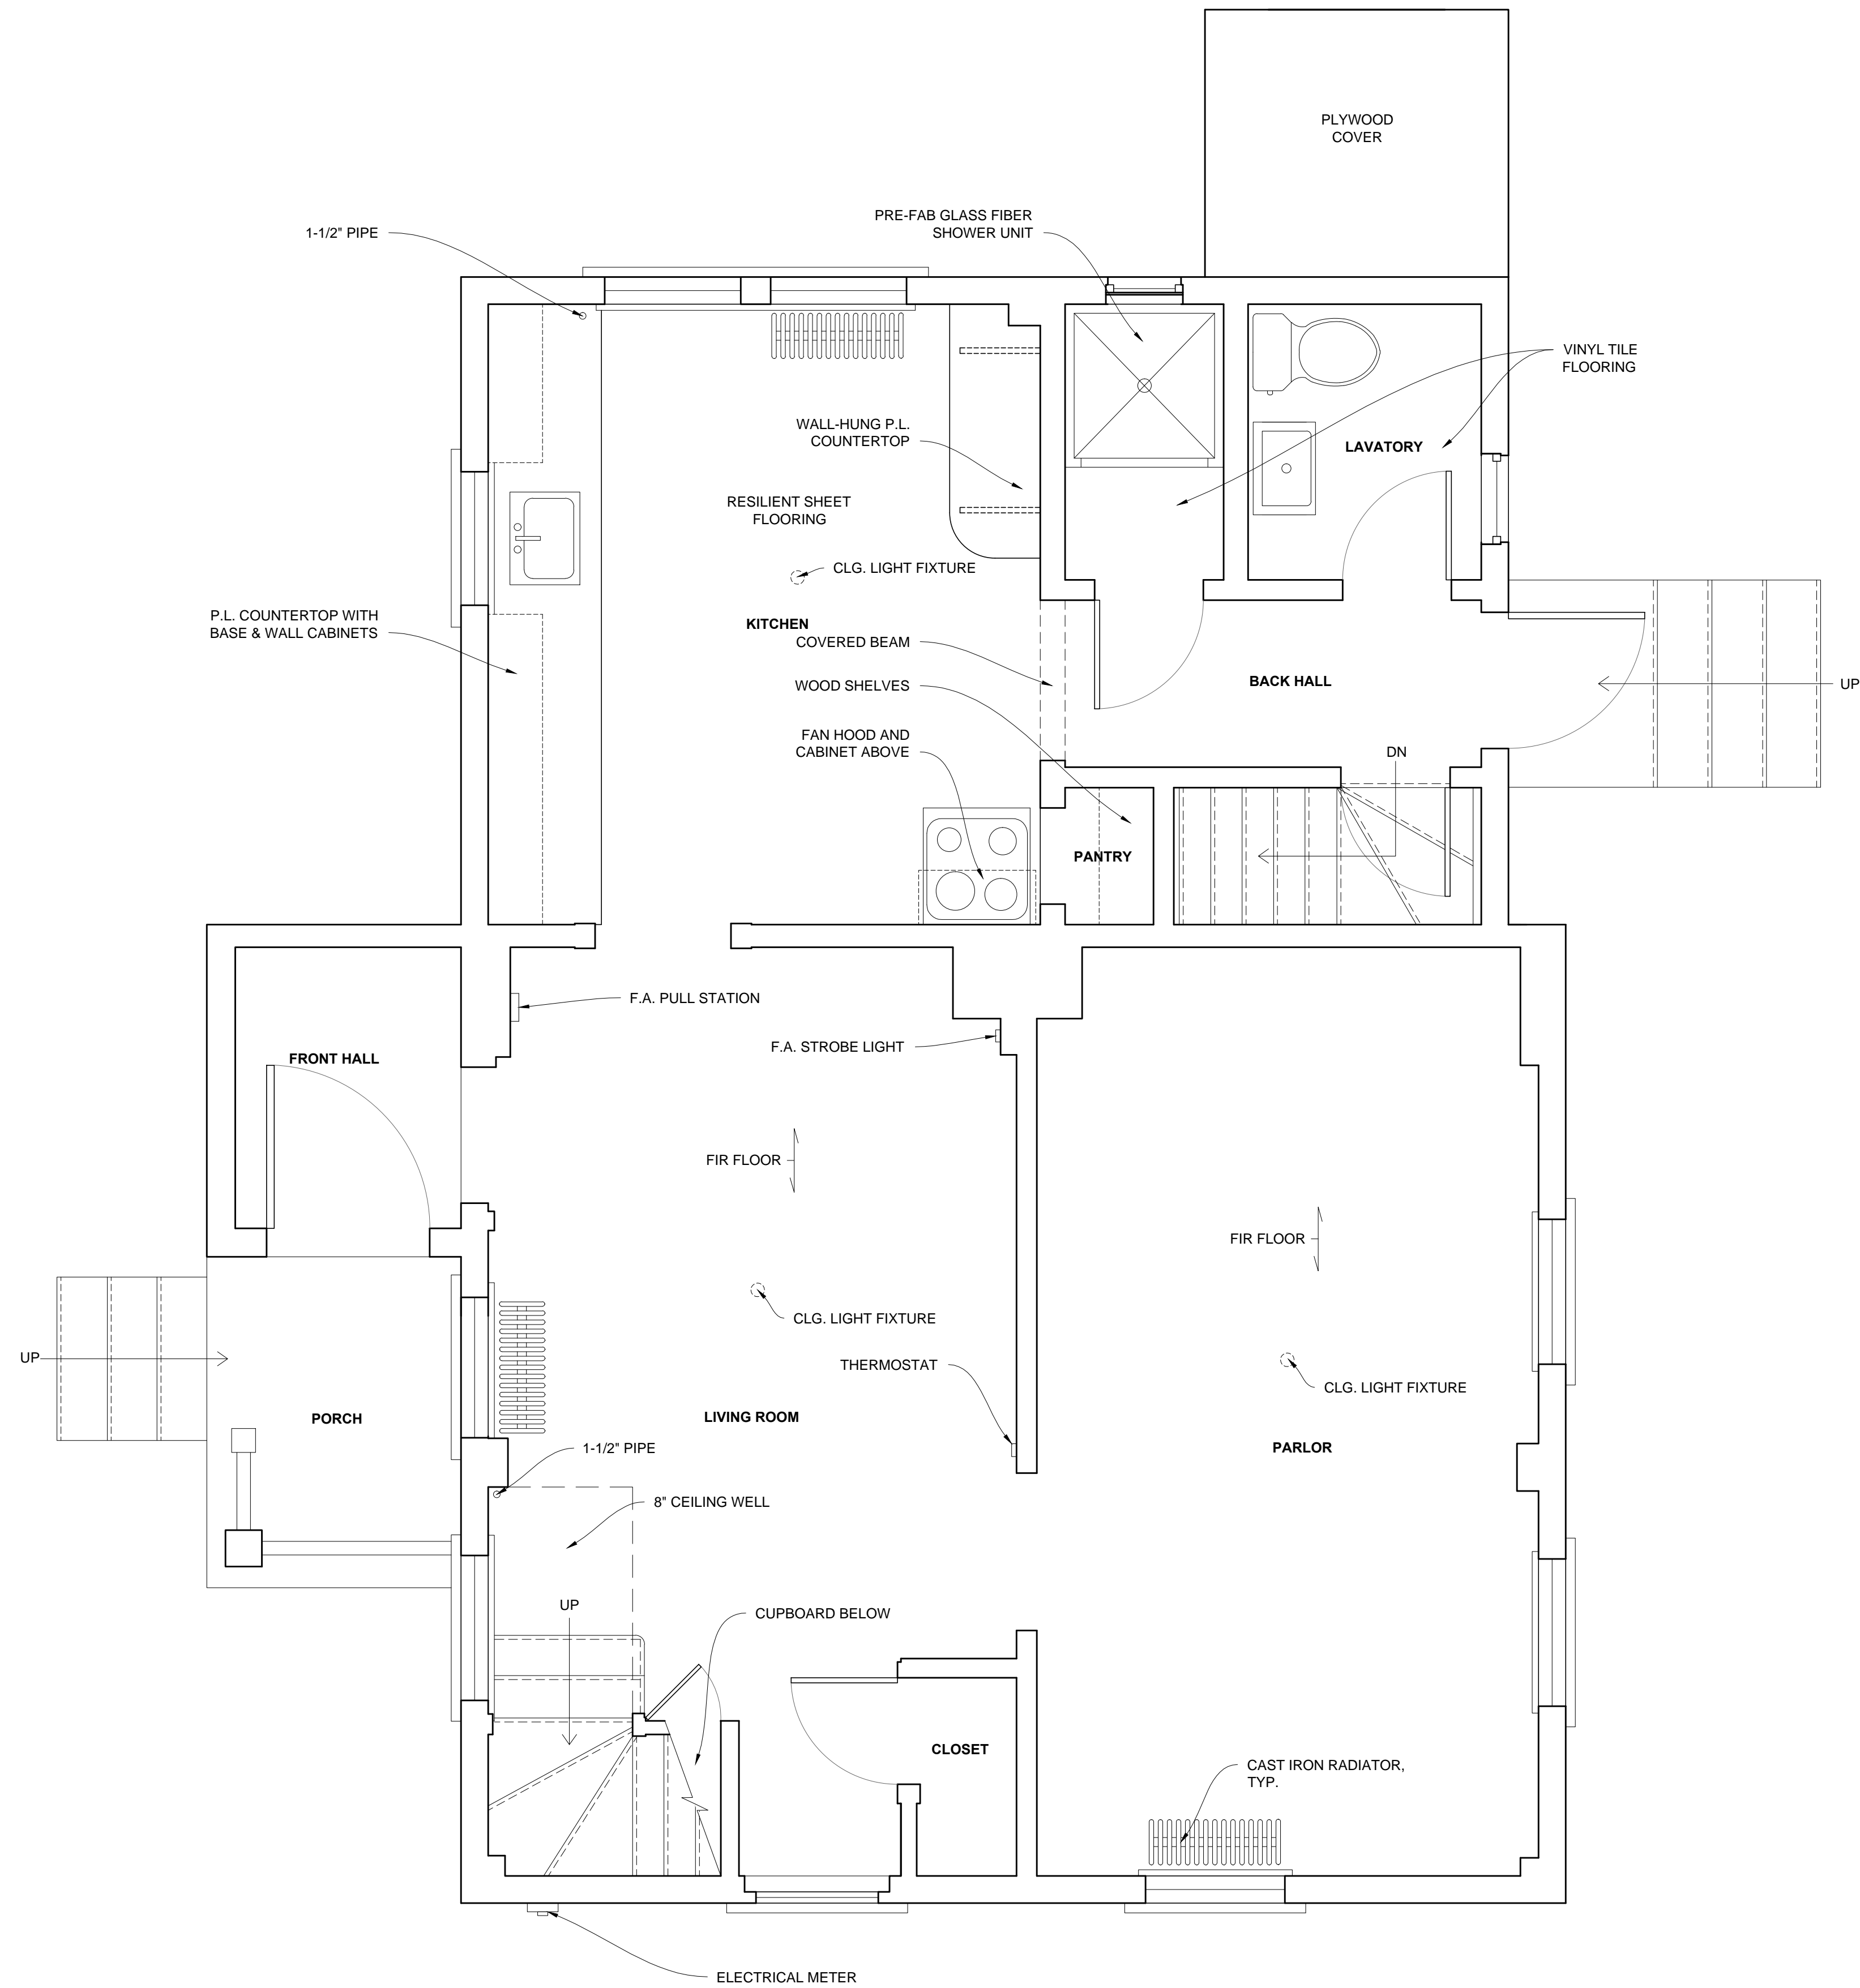 PLYWOOD
COVER
PRE-FAB GLASS FIBER
SHOWER UNIT
1-1/2" PIPE
VINYL TILE
FLOORING
WALL-HUNG P.L.
COUNTERTOP
LAVATORY
RESILIENT SHEET
FLOORING
CLG. LIGHT FIXTURE
P.L. COUNTERTOP WITH
BASE & WALL CABINETS
KITCHEN
COVERED BEAM
WOOD SHELVES
BACK HALL
UP
FAN HOOD AND
CABINET ABOVE
DN
PANTRY
F.A. PULL STATION
F.A. STROBE LIGHT
FRONT HALL
FIR FLOOR
FIR FLOOR
CLG. LIGHT FIXTURE
UP
THERMOSTAT
CLG. LIGHT FIXTURE
PORCH
LIVING ROOM
PARLOR
1-1/2" PIPE
8" CEILING WELL
UP
CUPBOARD BELOW
CLOSET
CAST IRON RADIATOR,
TYP.
ELECTRICAL METER